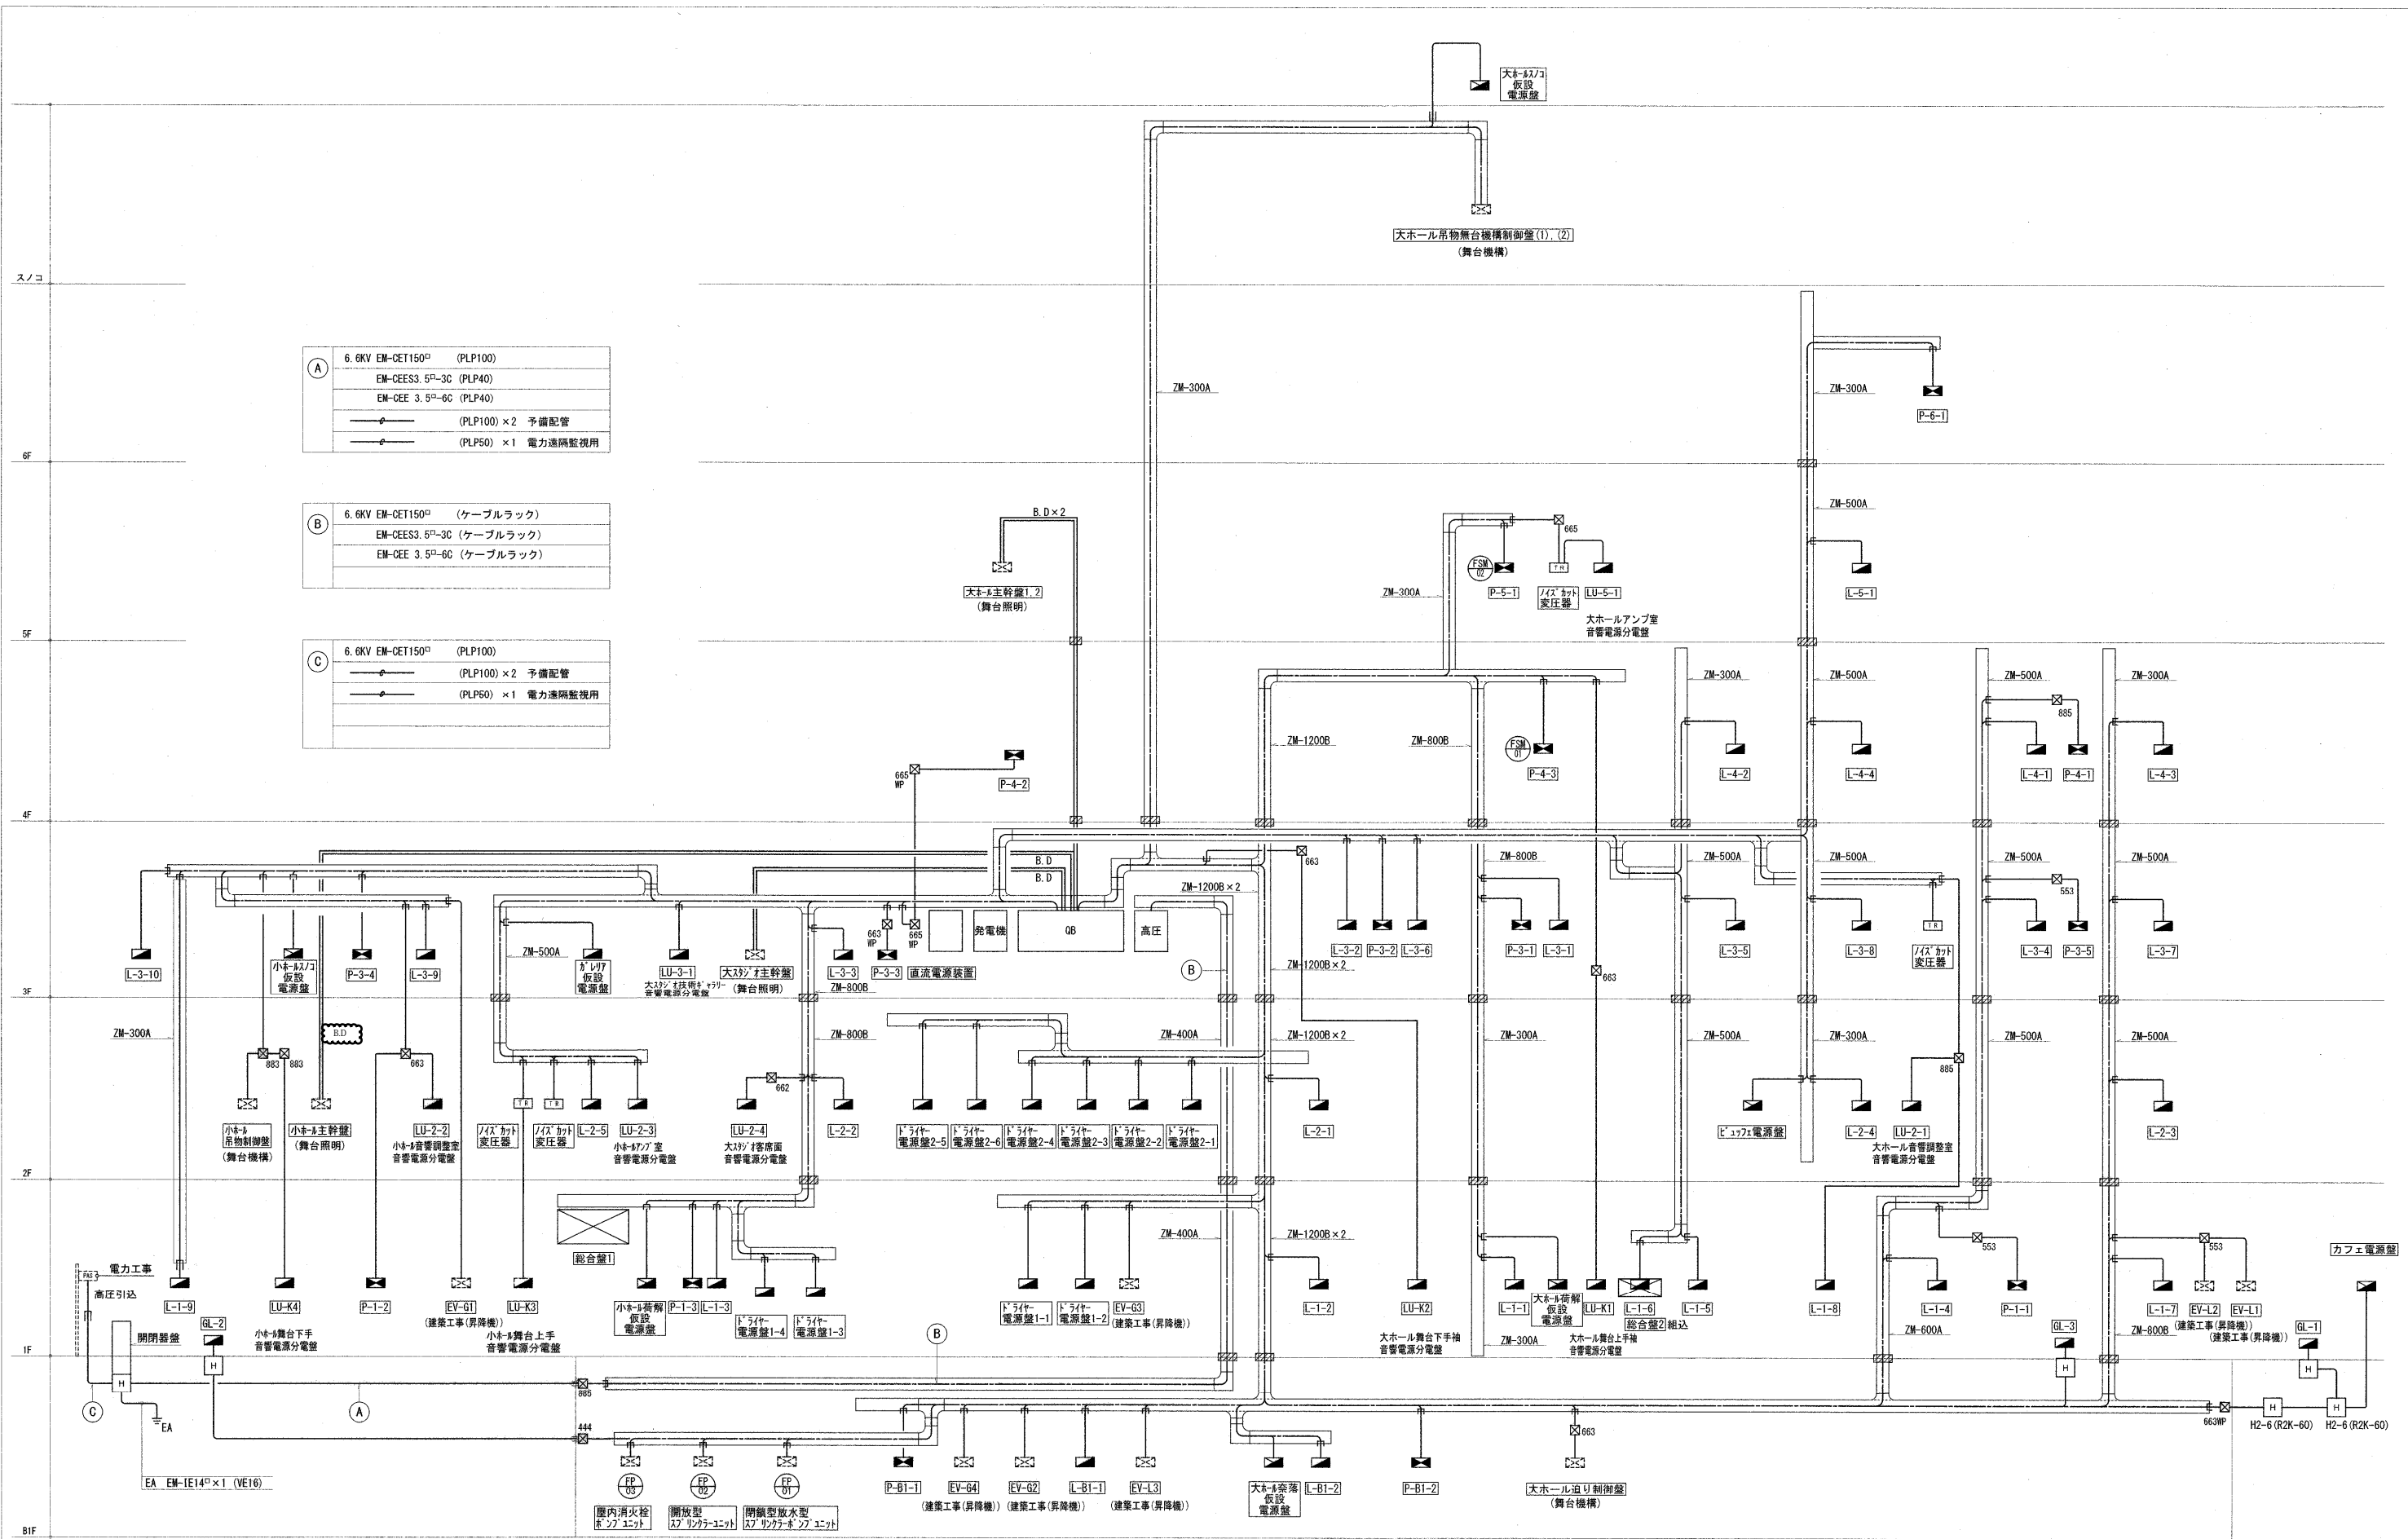 大ホールスノコ
仮設
電源盤
大ホール吊物無台機構制御盤(1), (2)
(舞台機構)
スノコ
A
6.6KV EM-CET150□ (PLP100)
EM-CEES3.5□-3C (PLP40)
EM-CEE 3.5□-6C (PLP40)
(PLP100)×2 予備配管
(PLP50) ×1 電力遠隔監視用
ZM-300A
ZM-300A
P-6-1
6F
B
6.6KV EM-CET150□ (ケーブルラック)
EM-CEES3.5□-3C (ケーブルラック)
EM-CEE 3.5□-6C (ケーブルラック)
B.D×2
大ホール主幹盤1,2
(舞台照明)
ZM-500A
665
FSM
02
P-5-1
TR
ノイズカット
変圧器
LU-5-1
大ホールアンプ室
音響電源分電盤
ZM-300A
L-5-1
5F
C
6.6KV EM-CET150□ (PLP100)
(PLP100)×2 予備配管
(PLP50) ×1 電力遠隔監視用
ZM-300A
ZM-500A
ZM-500A
ZM-300A
885
ZM-1200B
ZM-800B
FSM
01
P-4-3
665
WP
P-4-2
L-4-2
L-4-4
L-4-1
P-4-1
L-4-3
4F
B.D
B.D
663
ZM-1200B×2
ZM-800B
ZM-500A
ZM-500A
ZM-500A
ZM-500A
553
L-3-10
小ホールスノコ
仮設
電源盤
P-3-4
L-3-9
ZM-500A
ガレリア
仮設
電源盤
LU-3-1
大スタジオ技術ギャラリー
音響電源分電盤
大スタジオ主幹盤
(舞台照明)
L-3-3
663
WP
P-3-3
665
WP
直流電源装置
発電機
QB
高圧
L-3-2
P-3-2
L-3-6
P-3-1
L-3-1
L-3-5
L-3-8
TR
ノイズカット
変圧器
L-3-4
P-3-5
L-3-7
ZM-800B
B
ZM-1200B×2
663
3F
ZM-300A
B.D
883
883
663
ZM-800B
ZM-400A
ZM-1200B×2
ZM-300A
ZM-500A
ZM-300A
885
ZM-500A
ZM-500A
662
小ホール
吊物制御盤
(舞台機構)
小ホール主幹盤
(舞台照明)
LU-2-2
小ホール音響調整室
音響電源分電盤
TR
ノイズカット
変圧器
TR
ノイズカット
変圧器
L-2-5
LU-2-3
小ホールアンプ室
音響電源分電盤
LU-2-4
大スタジオ客席面
音響電源分電盤
L-2-2
ドライヤー
電源盤2-5
ドライヤー
電源盤2-6
ドライヤー
電源盤2-4
ドライヤー
電源盤2-3
ドライヤー
電源盤2-2
ドライヤー
電源盤2-1
L-2-1
ビュッフェ電源盤
L-2-4
LU-2-1
大ホール音響調整室
音響電源分電盤
L-2-3
2F
総合盤1
ZM-400A
ZM-1200B×2
553
553
カフェ電源盤
PAS
電力工事
高圧引込
L-1-9
GL-2
LU-K4
小ホール舞台下手
音響電源分電盤
P-1-2
EV-G1
(建築工事(昇降機))
LU-K3
小ホール舞台上手
音響電源分電盤
小ホール荷解
仮設
電源盤
P-1-3
L-1-3
ドライヤー
電源盤1-4
ドライヤー
電源盤1-3
ドライヤー
電源盤1-1
ドライヤー
電源盤1-2
EV-G3
(建築工事(昇降機))
L-1-2
LU-K2
大ホール舞台下手袖
音響電源分電盤
L-1-1
大ホール荷解
仮設
電源盤
LU-K1
大ホール舞台上手袖
音響電源分電盤
L-1-6
総合盤2 組込
L-1-5
L-1-8
L-1-4
P-1-1
L-1-7
EV-L2
(建築工事(昇降機))
EV-L1
(建築工事(昇降機))
ZM-300A
ZM-600A
ZM-800B
GL-3
GL-1
開閉器盤
1F
H
H
H
H
C
A
885
B
EA
EA EM-IE14□×1 (VE16)
444
663WP
H
H2-6(R2K-60)
H
H2-6(R2K-60)
FP
03
屋内消火栓
ポンプユニット
FP
02
開放型
スプリンクラーユニット
FP
01
閉鎖型放水型
スプリンクラーポンプユニット
P-B1-1
EV-G4
(建築工事(昇降機))
EV-G2
(建築工事(昇降機))
L-B1-1
EV-L3
(建築工事(昇降機))
大ホール奈落
仮設
電源盤
L-B1-2
P-B1-2
663
大ホール迫り制御盤
(舞台機構)
B1F